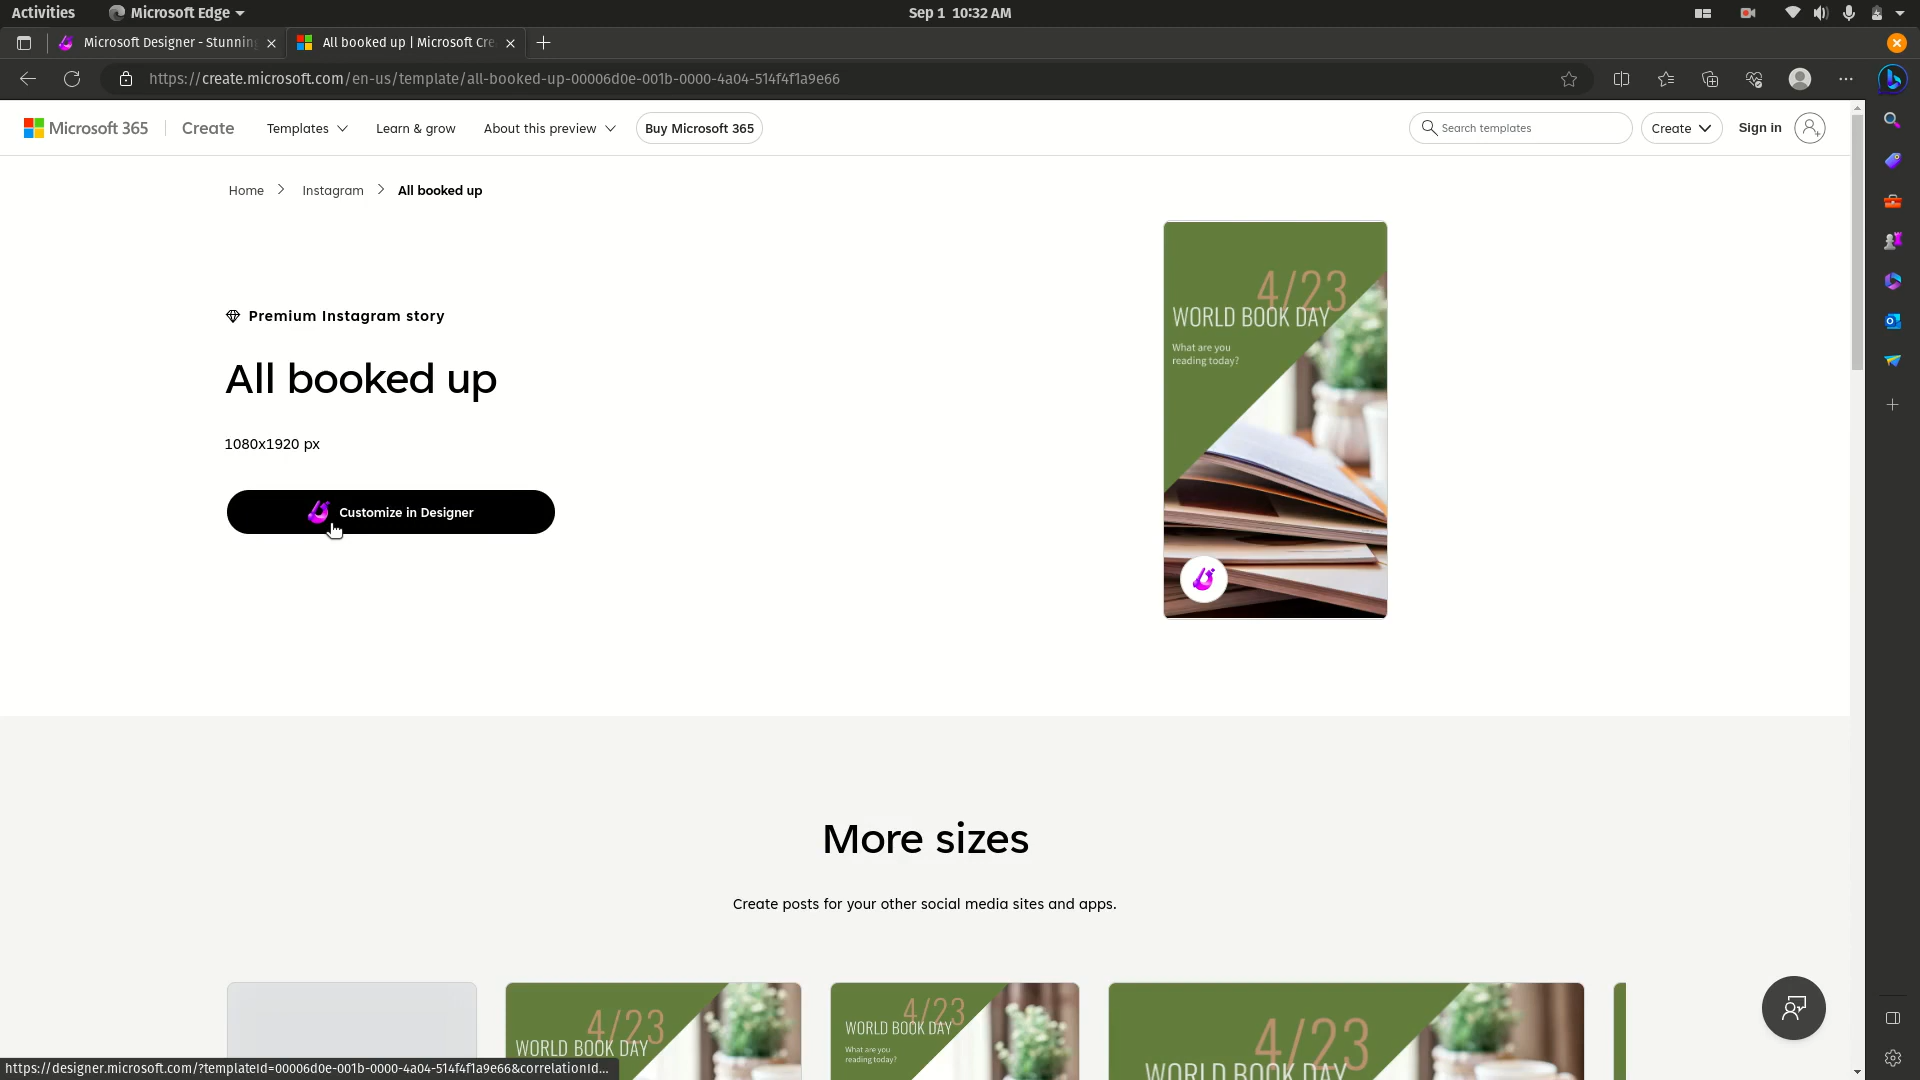 Activities
Microsoft Edge
Sep 1 10:32 AM
Microsoft Designer - Stunning
All booked up | Microsoft Cre
https://create.microsoft.com/en-us/template/all-booked-up-00006d0e-001b-0000-4a04-514f4f1a9e66
Microsoft 365
Create
Templates
Learn & grow
About this preview
Buy Microsoft 365
Search templates
Create
Sign in
Home
Instagram
All booked up
Premium Instagram story
All booked up
1080x1920 px
Customize in Designer
4/23
WORLD BOOK DAY
What are you
reading today?
More sizes
Create posts for your other social media sites and apps.
4/23
WORLD BOOK DAY
4/23
WORLD BOOK DAY
What are you
reading today?
4/23
WORLD BOOK DAY
https://designer.microsoft.com/?templateId=00006d0e-001b-0000-4a04-514f4f1a9e66&correlationId...